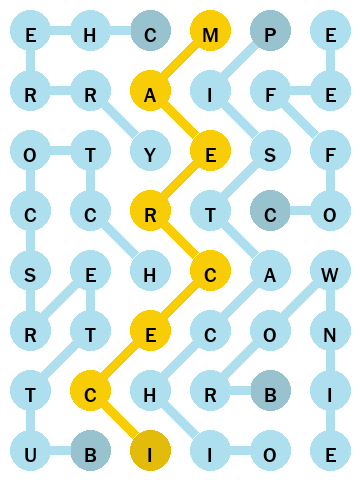 E H C M P E
R R A I F E
O T Y E S F
C C R T C O
S E H C A W
R T E C O N
T C H R B I
U B I I O E